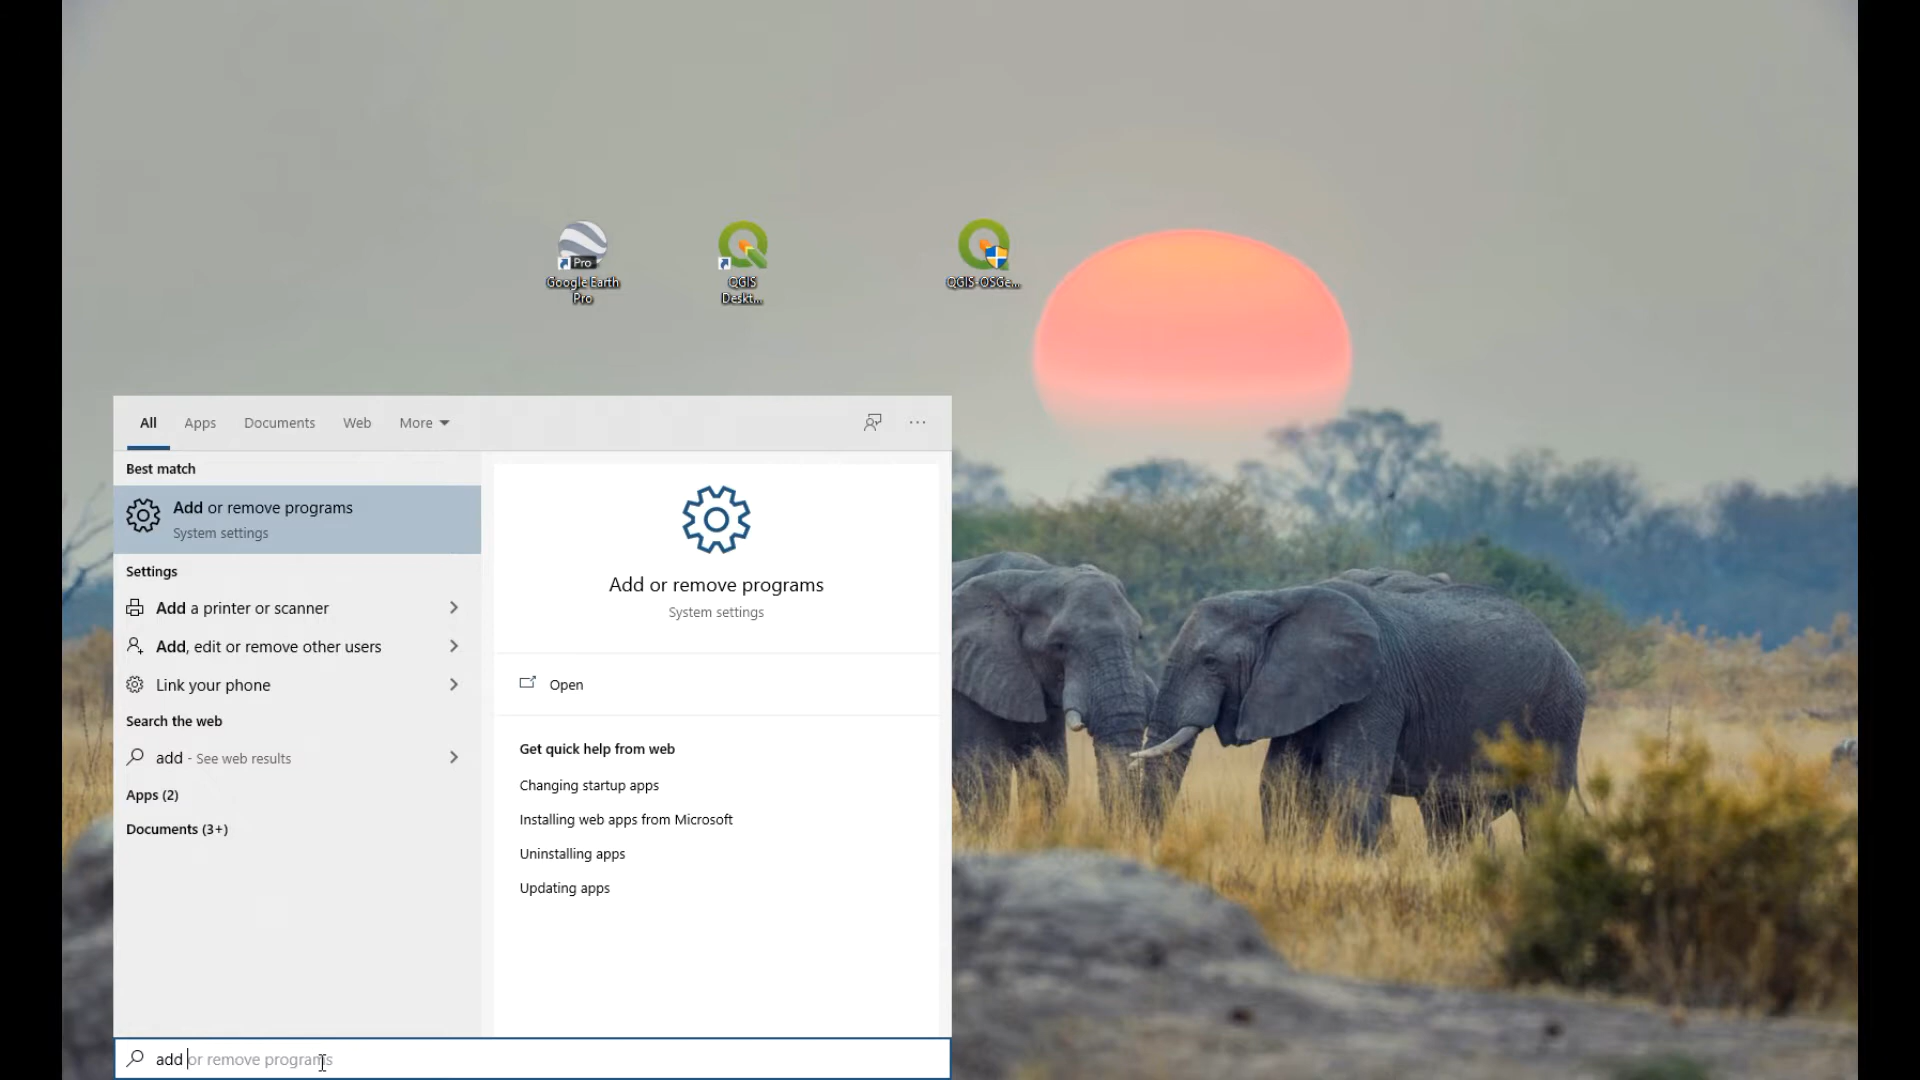 Pro
Google Earth
Pro
QGIS
Deskt...
QGIS-OSGe...
All
Apps
Documents
Web
More
Best match
Add or remove programs
System settings
Settings
Add a printer or scanner
Add, edit or remove other users
Link your phone
Search the web
add - See web results
Apps (2)
Documents (3+)
Add or remove programs
System settings
Open
Get quick help from web
Changing startup apps
Installing web apps from Microsoft
Uninstalling apps
Updating apps
add or remove programs